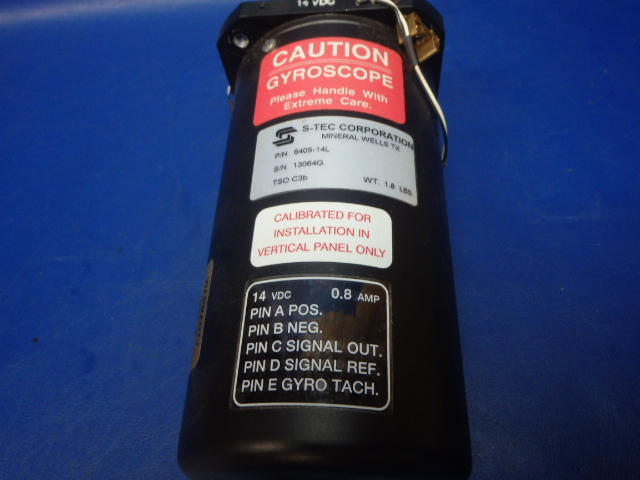 14 VDC
CAUTION
GYROSCOPE
Please Handle With
Extreme Care.
S-TEC CORPORATION
MINERAL WELLS TX
P/N 6405-14L
S/N 13064G
TSO C3b WT. 1.8 LBS.
CALIBRATED FOR
INSTALLATION IN
VERTICAL PANEL ONLY
14 VDC 0.8 AMP
PIN A POS.
PIN B NEG.
PIN C SIGNAL OUT.
PIN D SIGNAL REF.
PIN E GYRO TACH.